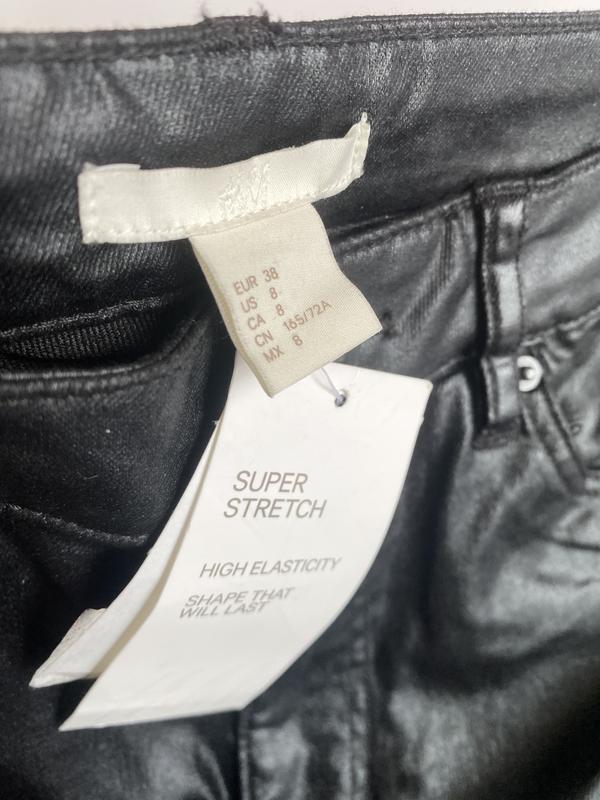 H&M
EUR 38
US 8
CA 8
CN 165/72A
MX 8
SUPER
STRETCH
HIGH ELASTICITY
SHAPE THAT
WILL LAST